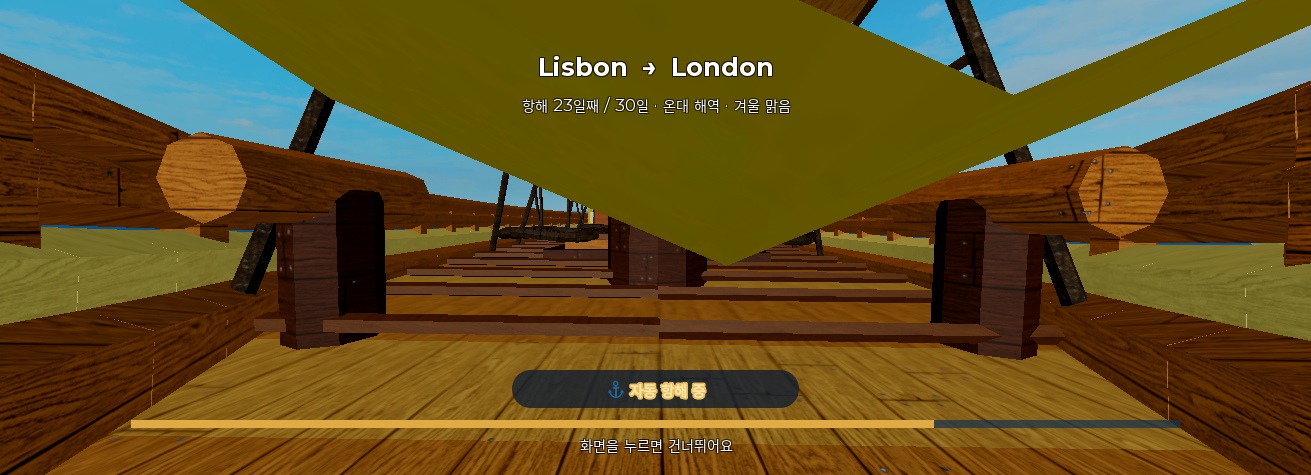 Lisbon → London
항해 23일째 / 30일 · 온대 해역 · 겨울 맑음
⚓ 자동 항해 중
화면을 누르면 건너뛰어요